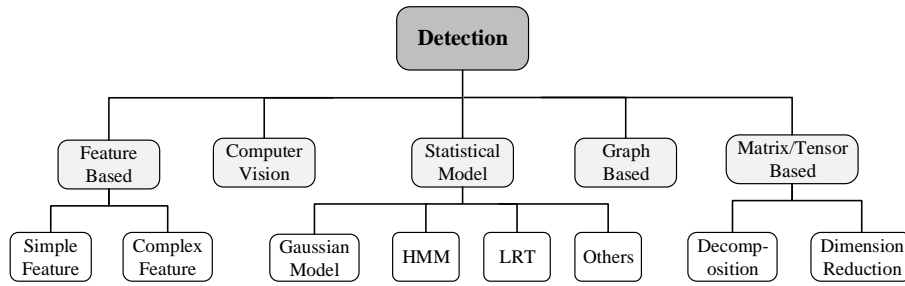 Detection
Feature
Based
Computer
Vision
Statistical
Model
Graph
Based
Matrix/Tensor
Based
Simple
Feature
Complex
Feature
Gaussian
Model
HMM
LRT
Others
Decomp-
osition
Dimension
Reduction